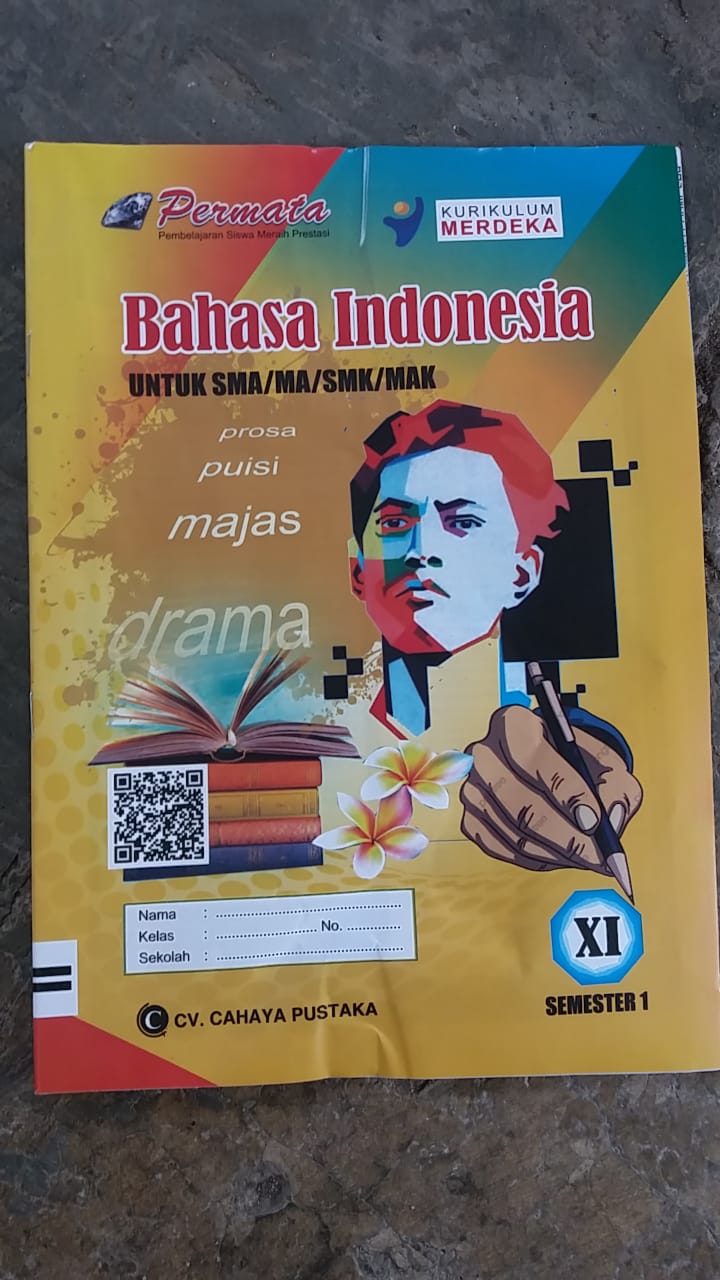 Permata
Pembelajaran Siswa Meraih Prestasi
KURIKULUM
MERDEKA
Bahasa Indonesia
UNTUK SMA/MA/SMK/MAK
prosa
puisi
majas
drama
Nama : ...............................................
Kelas : ......................... No. ..............
Sekolah : ...............................................
XI
SEMESTER 1
C CV. CAHAYA PUSTAKA